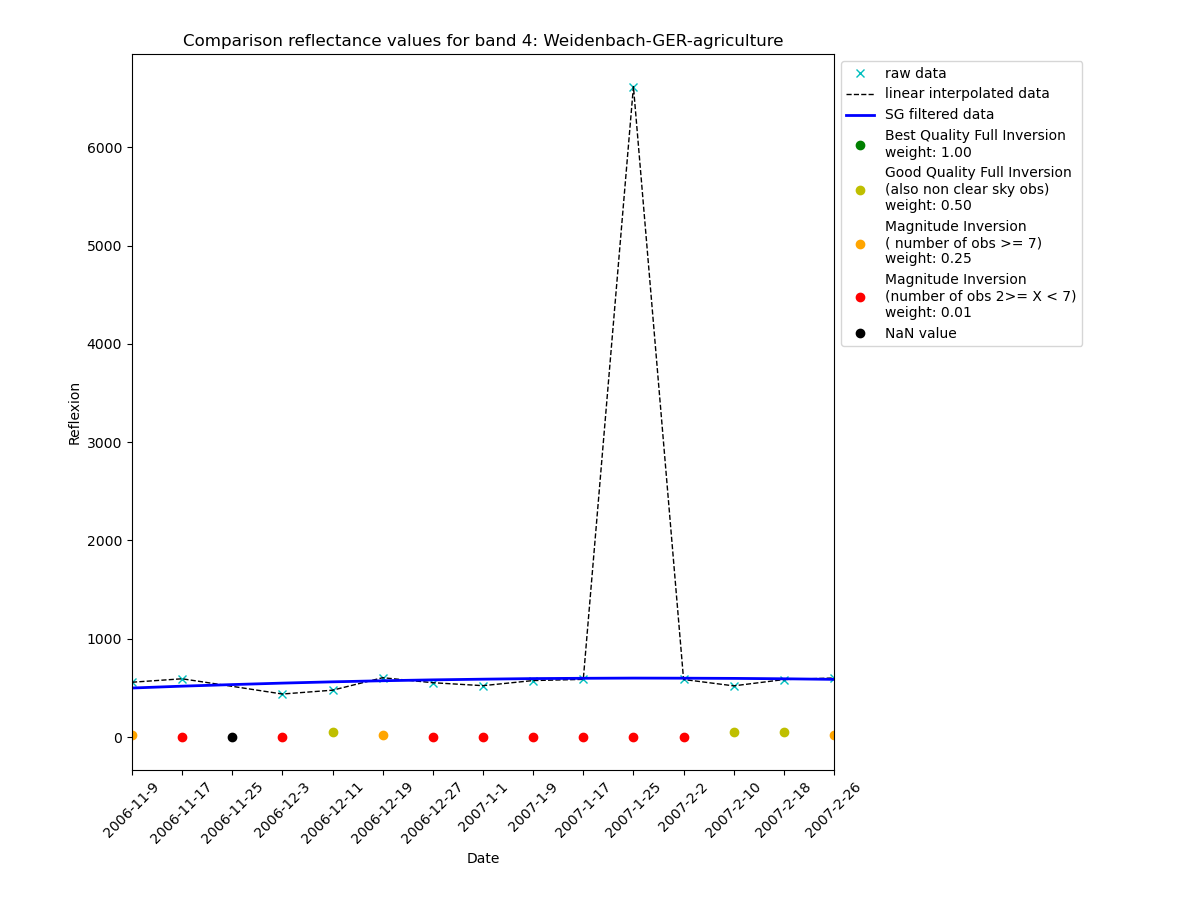 Comparison reflectance values for band 4: Weidenbach-GER-agriculture
raw data
linear interpolated data
SG filtered data
Best Quality Full Inversion
weight: 1.00
Good Quality Full Inversion
(also non clear sky obs)
weight: 0.50
Magnitude Inversion
( number of obs >= 7)
weight: 0.25
Magnitude Inversion
(number of obs 2>= X < 7)
weight: 0.01
NaN value
Reflexion
6000
5000
4000
3000
2000
1000
0
2006-11-9
2006-11-17
2006-11-25
2006-12-3
2006-12-11
2006-12-19
2006-12-27
2007-1-1
2007-1-9
2007-1-17
2007-1-25
2007-2-2
2007-2-10
2007-2-18
2007-2-26
Date